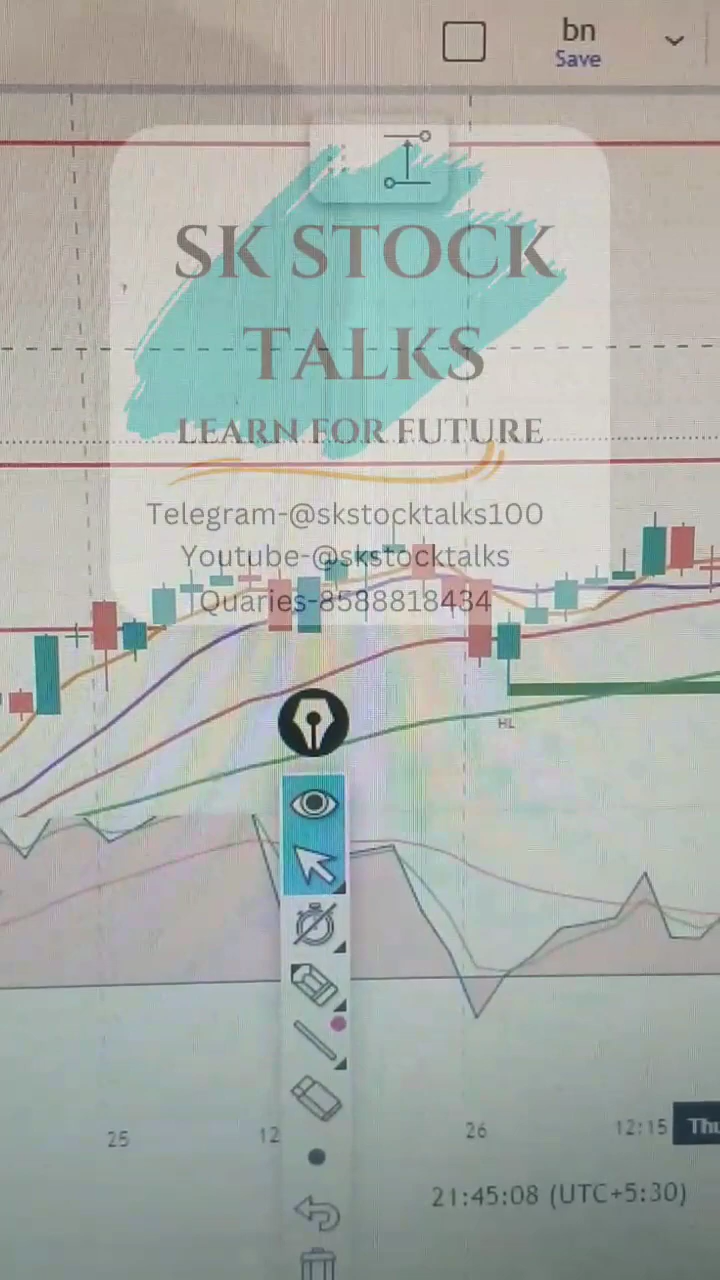 bn
Save
SK STOCK
TALKS
LEARN FOR FUTURE
Telegram-@skstocktalks100
Youtube-@skstocktalks
Quaries-8588818434
HL
25
12
26
12:15
Thu
21:45:08 (UTC+5:30)